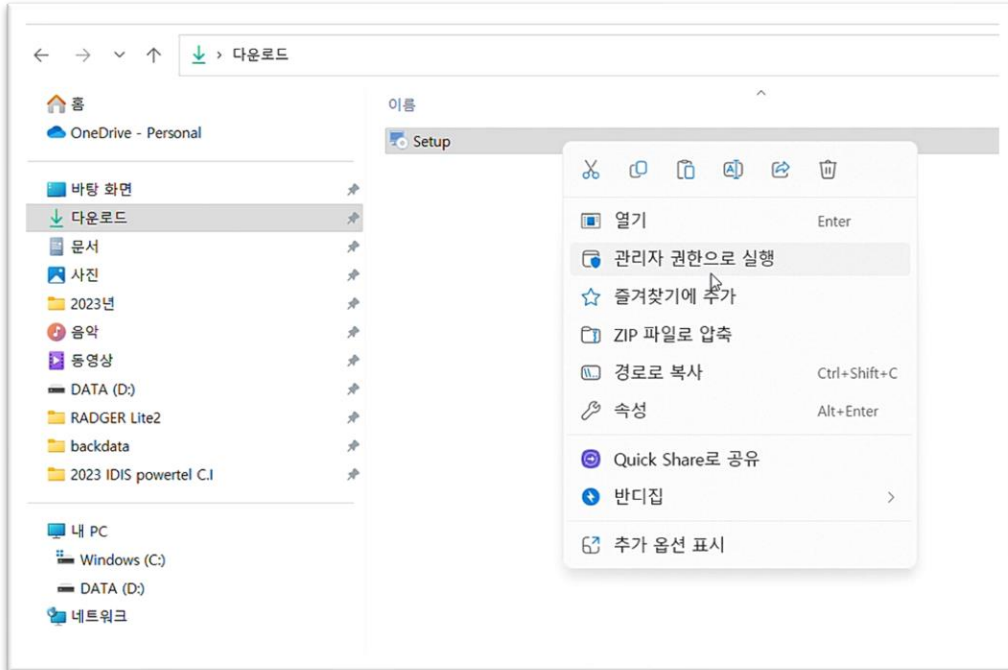 다운로드
홈
OneDrive - Personal
바탕 화면
다운로드
문서
사진
2023년
음악
동영상
DATA (D:)
RADGER Lite2
backdata
2023 IDIS powertel C.I
내 PC
Windows (C:)
DATA (D:)
네트워크
이름
Setup
열기 Enter
관리자 권한으로 실행
즐겨찾기에 추가
ZIP 파일로 압축
경로로 복사 Ctrl+Shift+C
속성 Alt+Enter
Quick Share로 공유
반디집
추가 옵션 표시